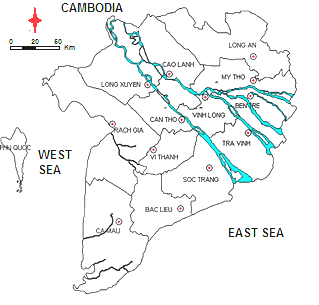 CAMBODIA
LONG AN
0 20 60
Km
CAO LANH
MY THO
LONG XUYEN
BEN TRE
VINH LONG
CAN THO
RACH GIA
TRA VINH
PHU QUOC
WEST
SEA
VI THANH
SOC TRANG
BAC LIEU
CA MAU
EAST SEA